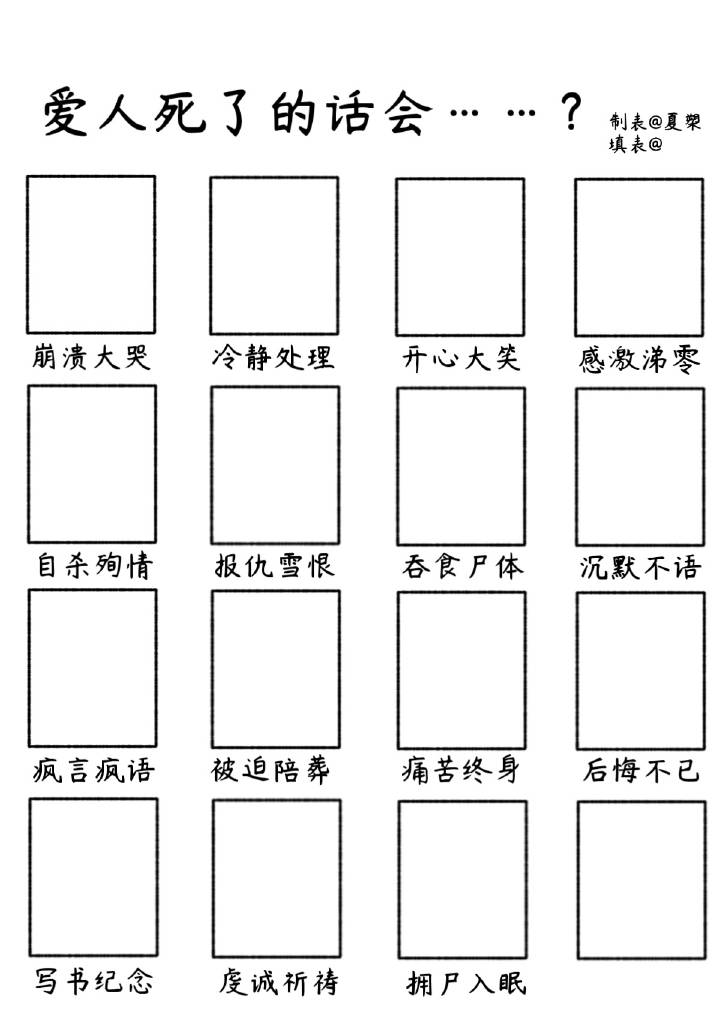 爱人死了的话会……？
制表@夏槊
填表@
崩溃大哭 冷静处理 开心大笑 感激涕零
自杀殉情 报仇雪恨 吞食尸体 沉默不语
疯言疯语 被迫陪葬 痛苦终身 后悔不已
写书纪念 虔诚祈祷 拥尸入眠